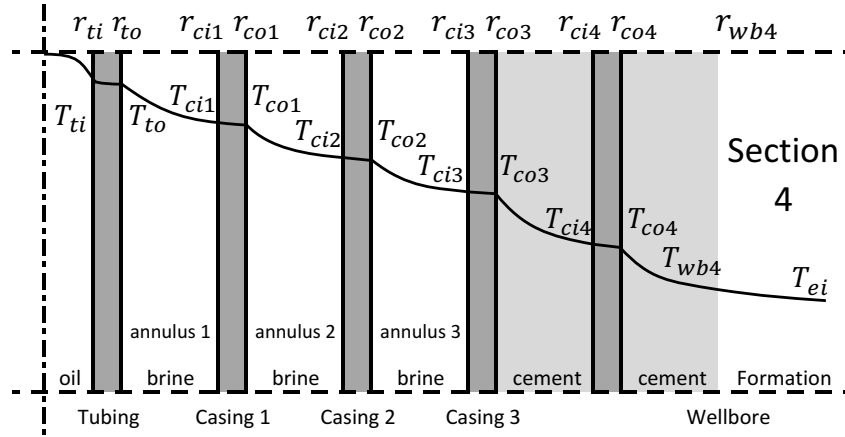 r_ti r_to r_ci1 r_co1 r_ci2 r_co2 r_ci3 r_co3 r_ci4 r_co4 r_wb4
T_ti T_to T_ci1 T_co1 T_ci2 T_co2 T_ci3 T_co3 T_ci4 T_co4 T_wb4 T_ei
Section
4
annulus 1 annulus 2 annulus 3
oil brine brine brine cement cement Formation
Tubing Casing 1 Casing 2 Casing 3 Wellbore